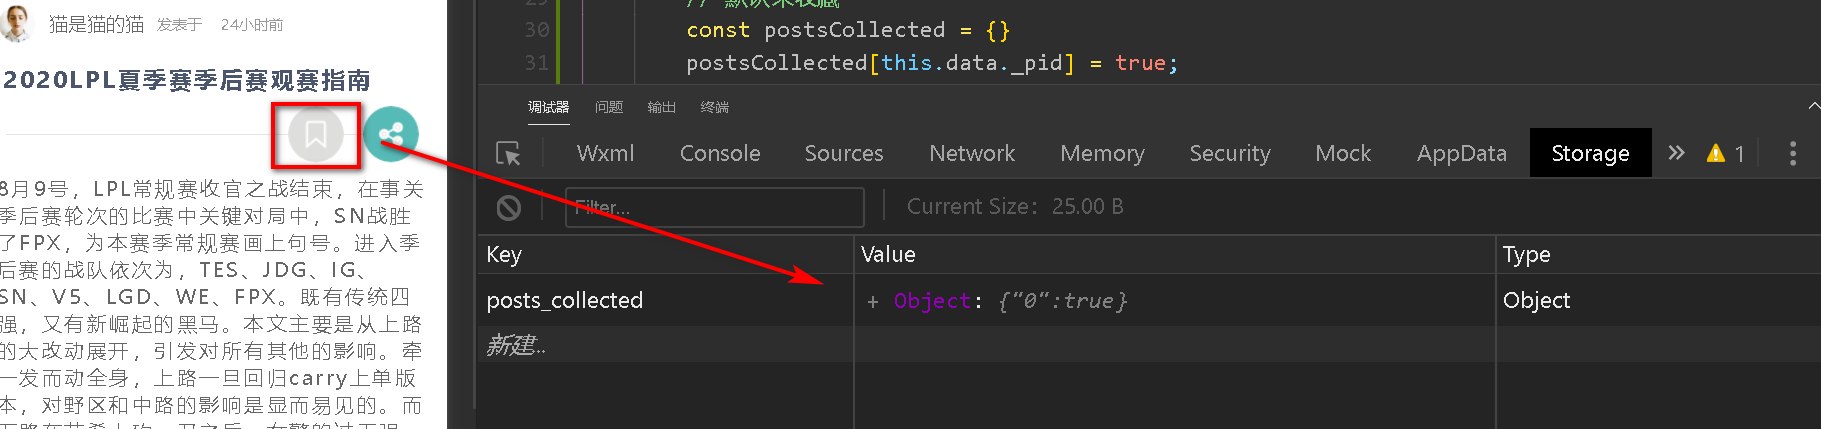 猫是猫的猫 发表于 24小时前
2020LPL夏季赛季后赛观赛指南
8月9号，LPL常规赛收官之战结束，在事关
季后赛轮次的比赛中关键对局中，SN战胜
了FPX，为本赛季常规赛画上句号。进入季
后赛的战队依次为，TES、JDG、IG、
SN、V5、LGD、WE、FPX。既有传统四
强，又有新崛起的黑马。本文主要是从上路
的大改动展开，引发对所有其他的影响。牵
一发而动全身，上路一旦回归carry上单版
本，对野区和中路的影响是显而易见的。而
30 const postsCollected = {}
31 postsCollected[this.data._pid] = true;
调试器 问题 输出 终端
Wxml Console Sources Network Memory Security Mock AppData Storage » 1
Filter... Current Size: 25.00 B
Key Value Type
posts_collected + Object: {"0":true} Object
新建..